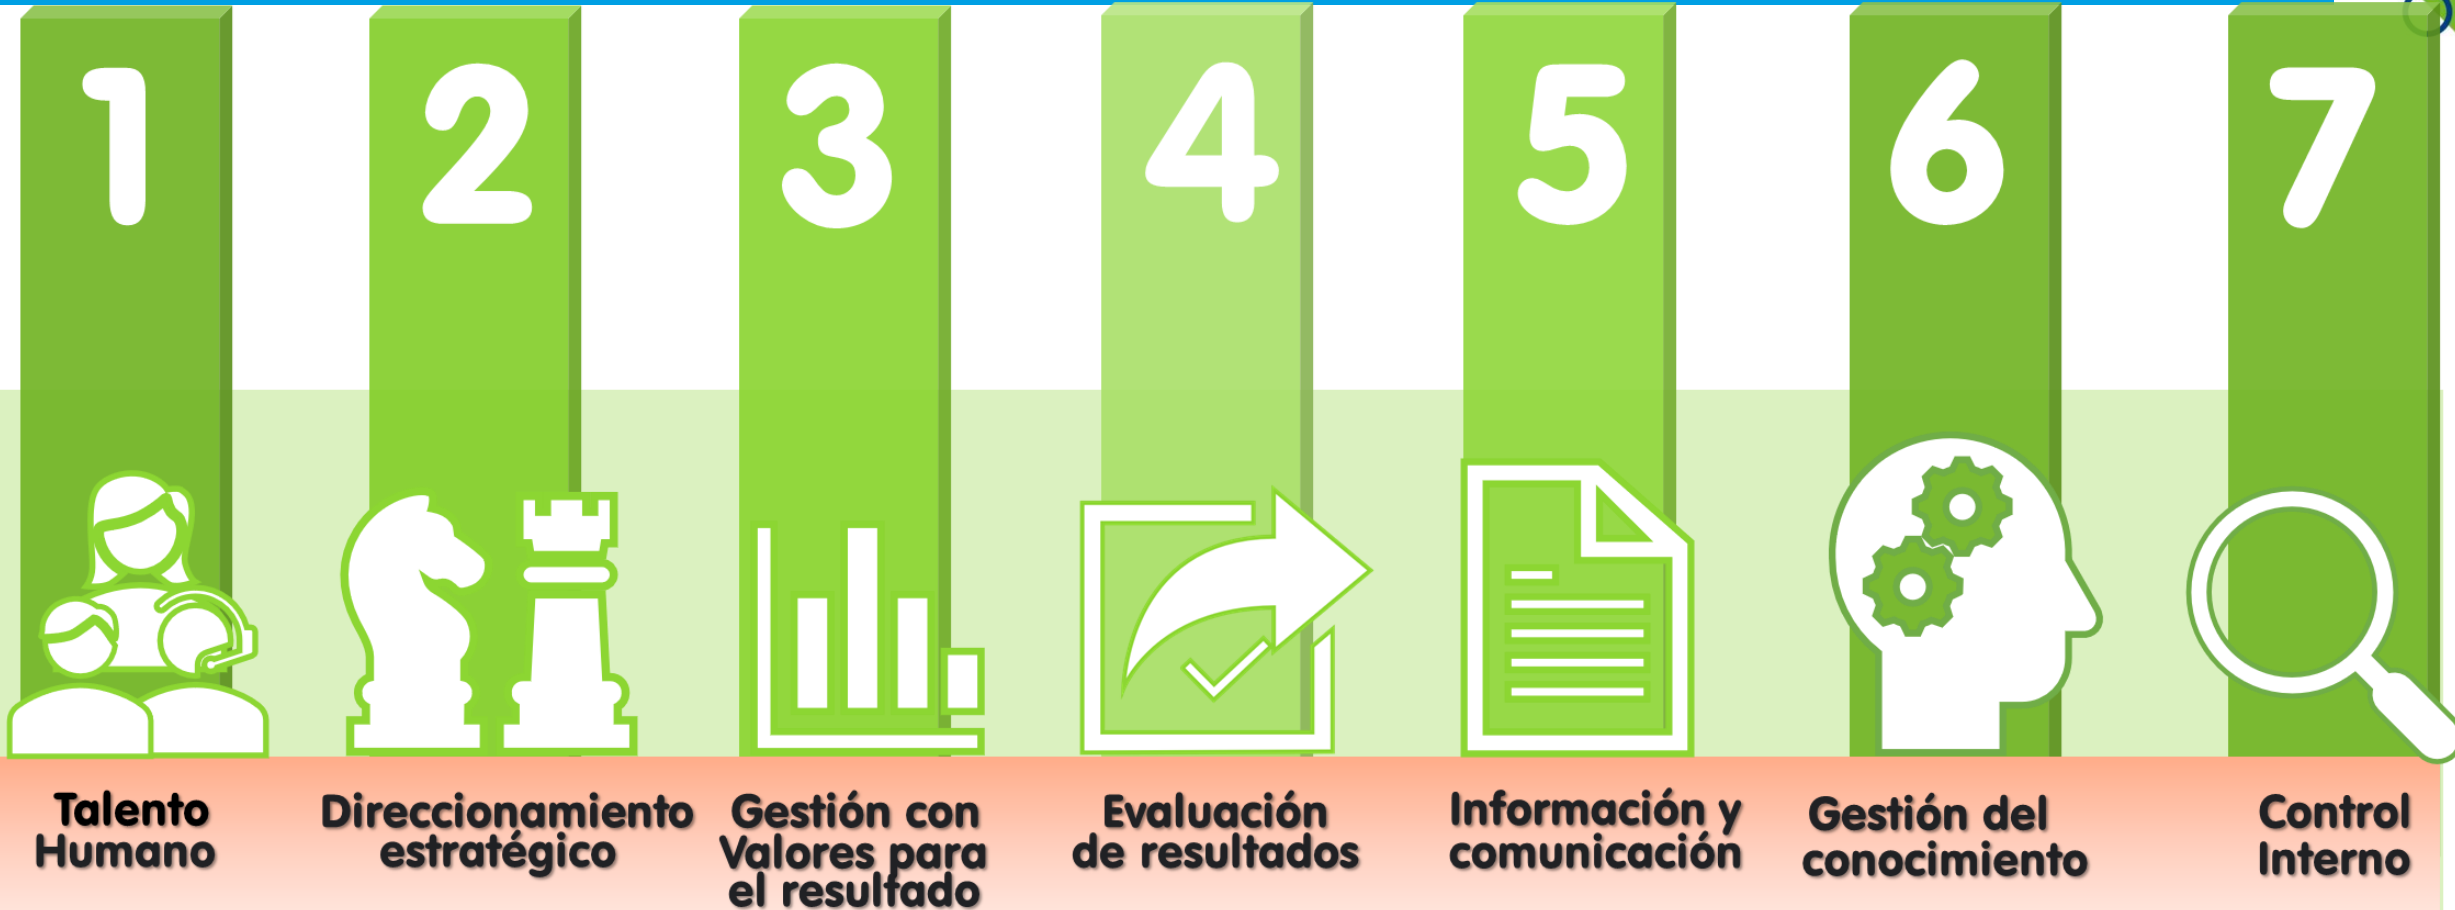 1
2
3
4
5
6
7
Talento
Humano
Direccionamiento
estratégico
Gestión con
Valores para
el resultado
Evaluación
de resultados
Información y
comunicación
Gestión del
conocimiento
Control
Interno